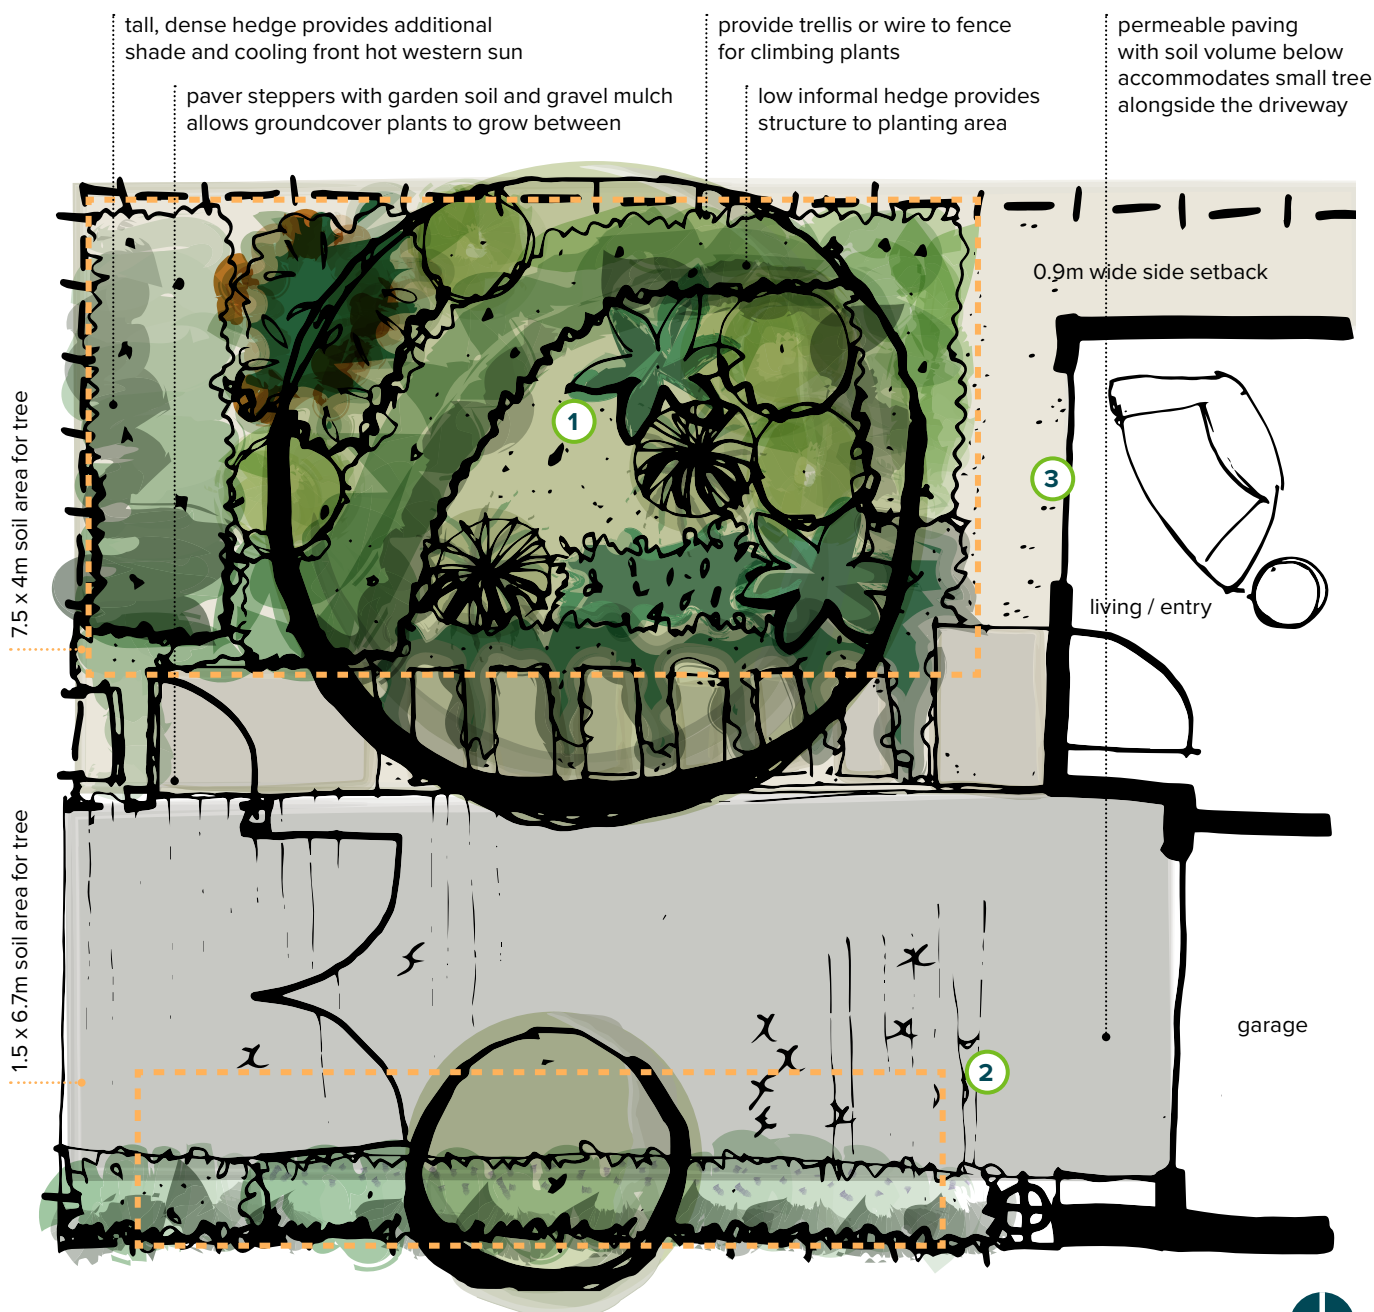 tall, dense hedge provides additional
shade and cooling front hot western sun
paver steppers with garden soil and gravel mulch
allows groundcover plants to grow between
provide trellis or wire to fence
for climbing plants
low informal hedge provides
structure to planting area
permeable paving
with soil volume below
accommodates small tree
alongside the driveway
0.9m wide side setback
7.5 x 4m soil area for tree
1
3
living / entry
1.5 x 6.7m soil area for tree
garage
2